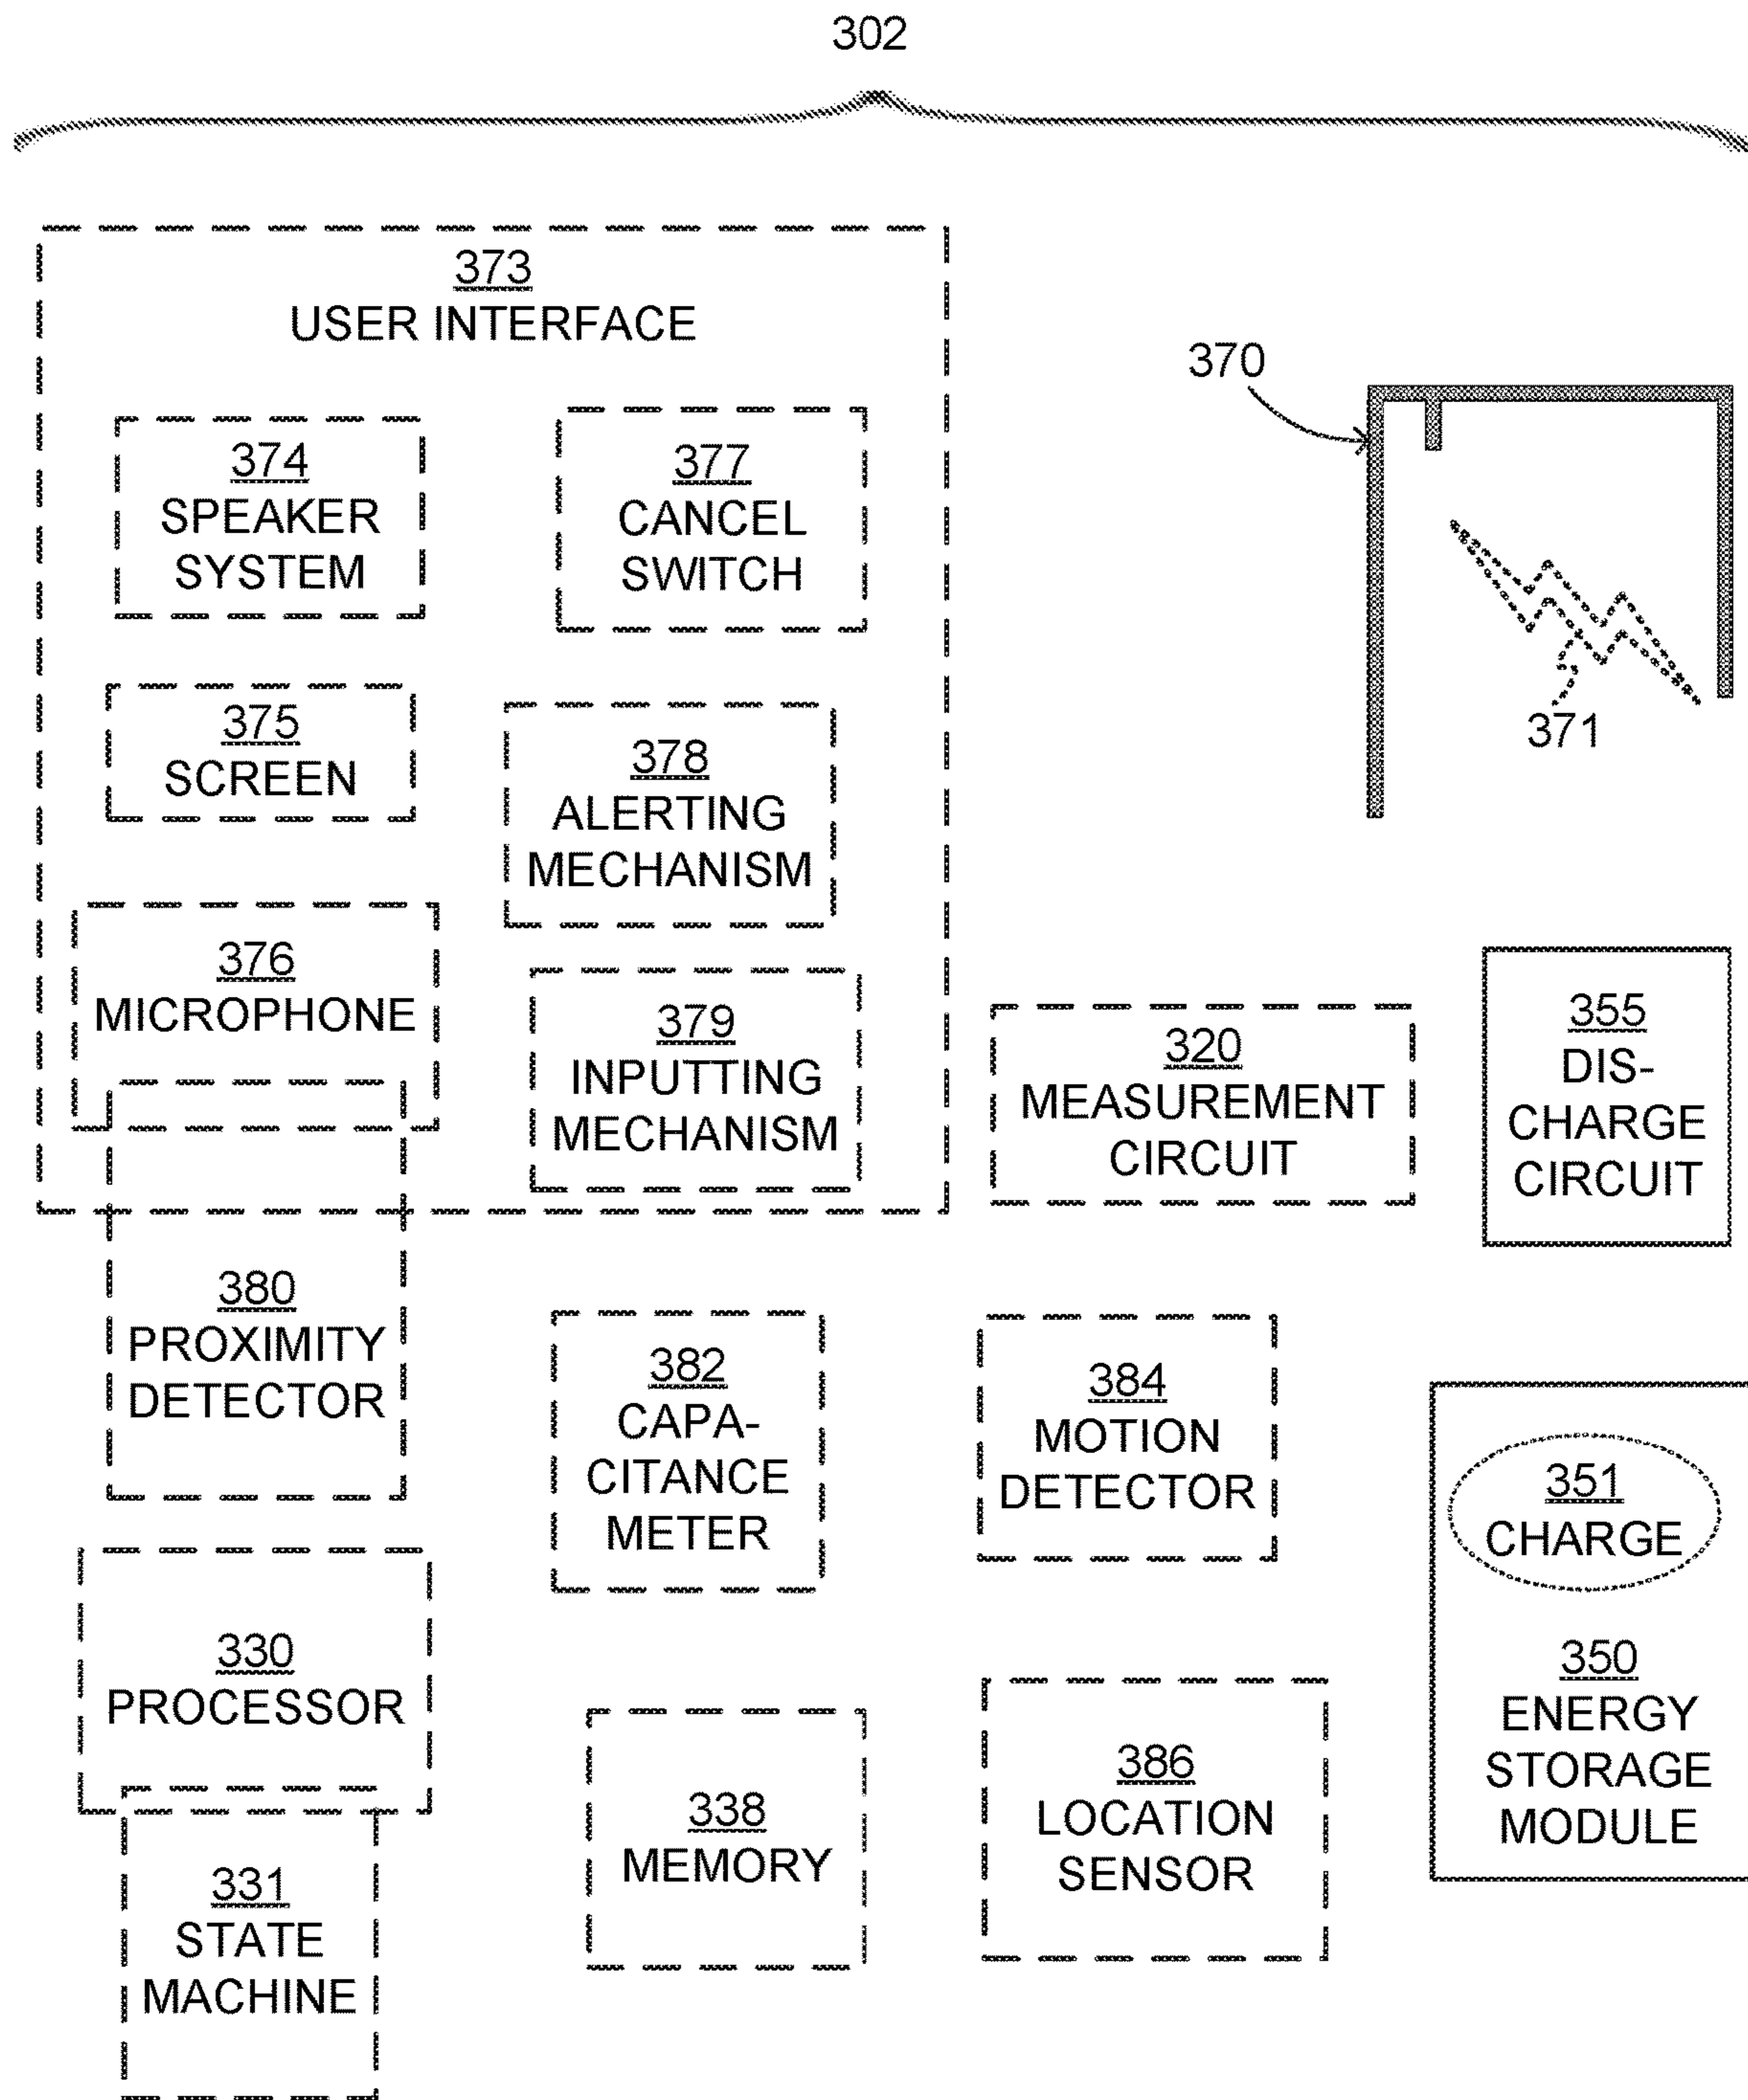 302
373
USER INTERFACE
374
SPEAKER
SYSTEM
377
CANCEL
SWITCH
375
SCREEN
378
ALERTING
MECHANISM
376
MICROPHONE
379
INPUTTING
MECHANISM
370
371
320
MEASUREMENT
CIRCUIT
355
DIS-
CHARGE
CIRCUIT
380
PROXIMITY
DETECTOR
382
CAPA-
CITANCE
METER
384
MOTION
DETECTOR
351
CHARGE
350
ENERGY
STORAGE
MODULE
330
PROCESSOR
331
STATE
MACHINE
338
MEMORY
386
LOCATION
SENSOR